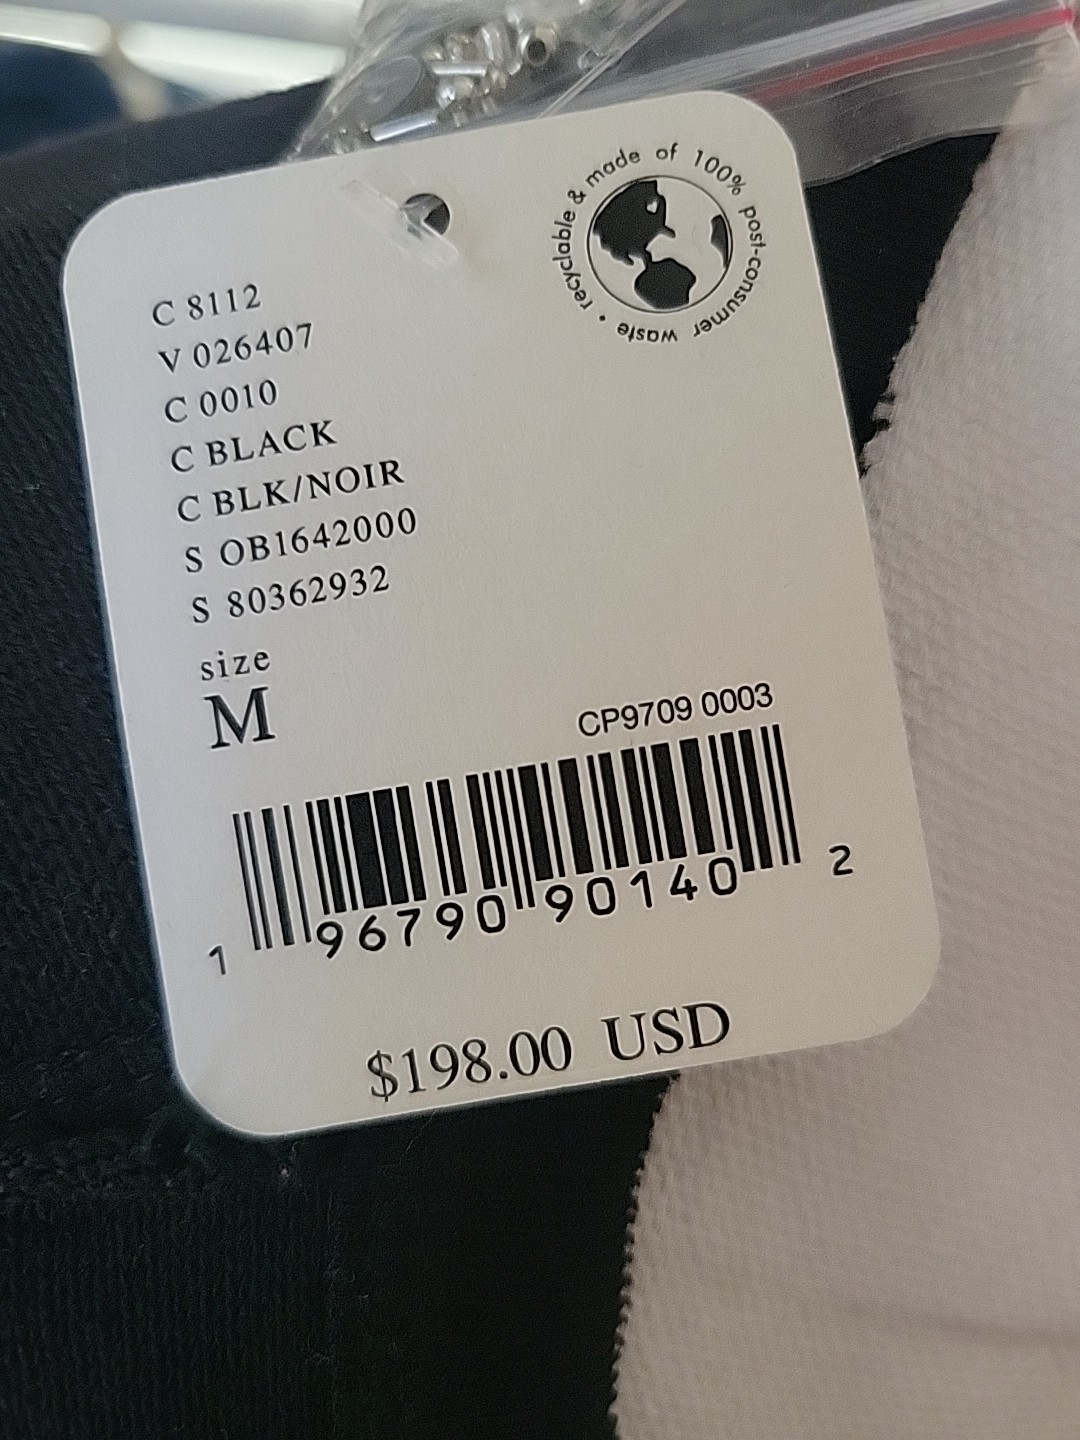 recyclable & made of 100% post-consumer waste •
C 8112
V 026407
C 0010
C BLACK
C BLK/NOIR
S OB1642000
S 80362932
size
M
CP9709 0003
1 96790 90140 2
$198.00 USD